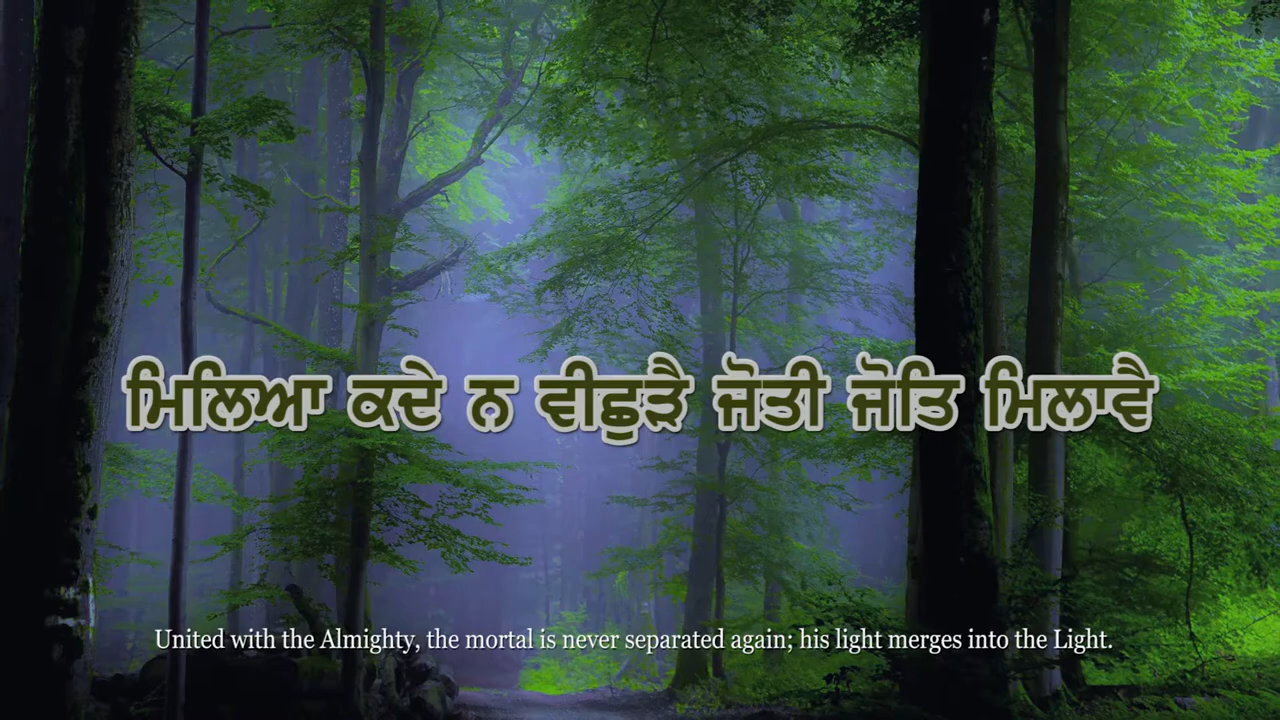 ਮਿਲਿਆ ਕਦੇ ਨ ਵੀਛੁੜੈ ਜੋਤੀ ਜੋਤਿ ਮਿਲਾਵੈ
United with the Almighty, the mortal is never separated again; his light merges into the Light.